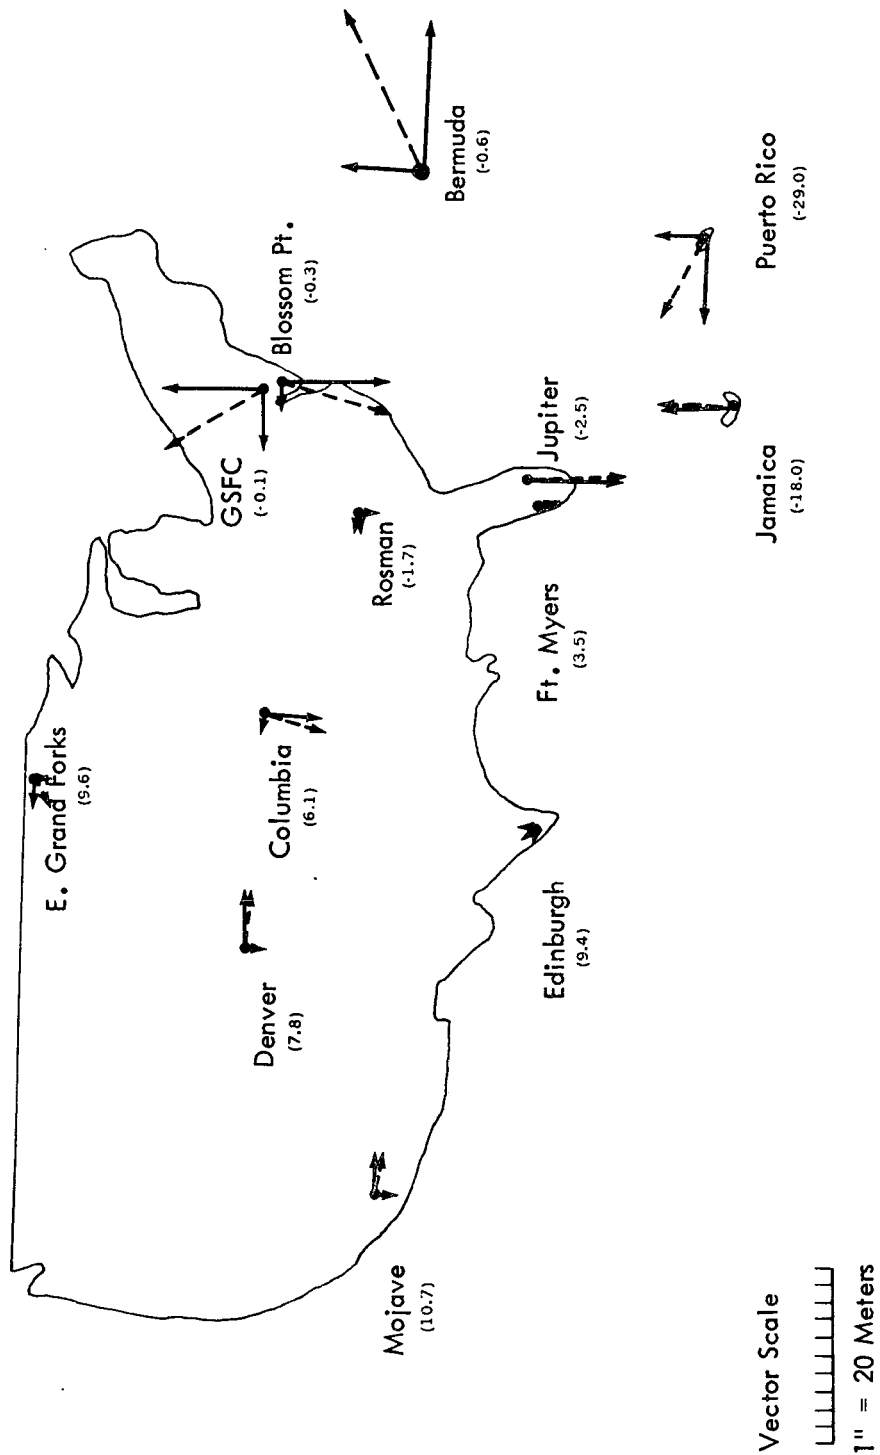 E. Grand Forks
(9.6)
GSFC
(-0.1)
Blossom Pt.
(-0.3)
Bermuda
(-0.6)
Denver
(7.8)
Columbia
(6.1)
Rosman
(-1.7)
Mojave
(10.7)
Edinburgh
(9.4)
Ft. Myers
(3.5)
Jupiter
(-2.5)
Jamaica
(-18.0)
Puerto Rico
(-29.0)
Vector Scale
1" = 20 Meters